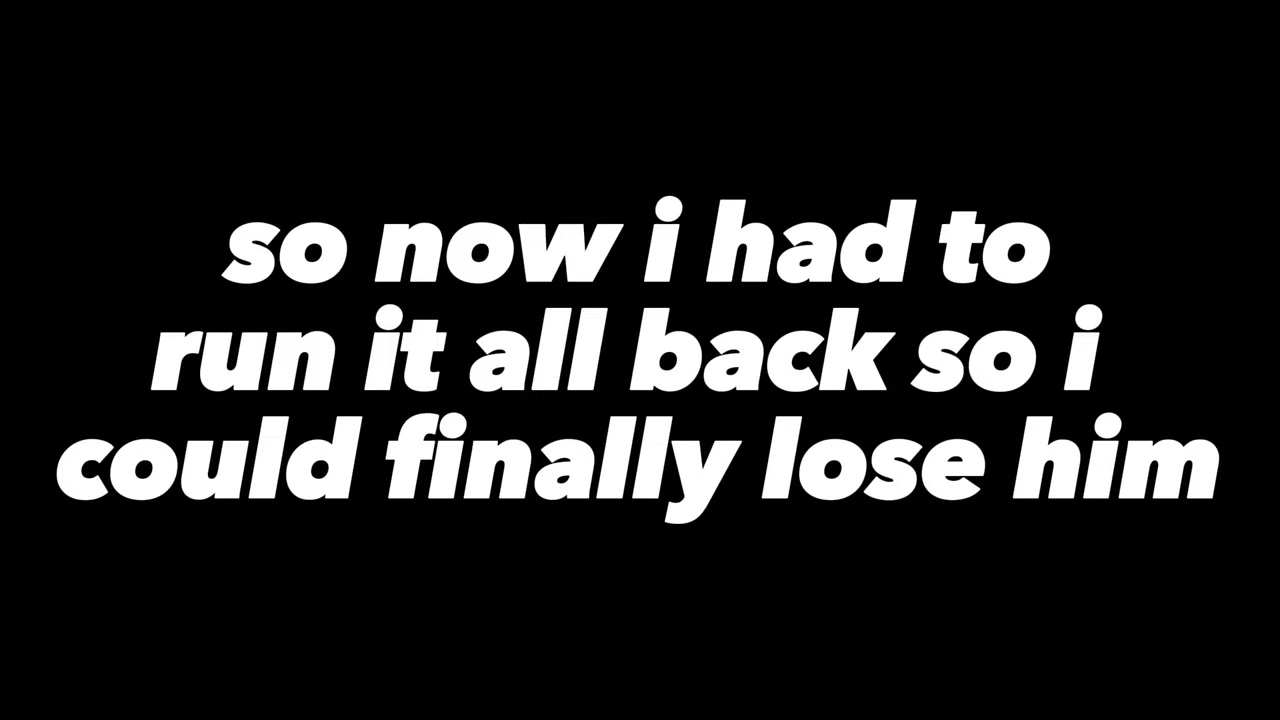 so now i had to
run it all back so i
could finally lose him